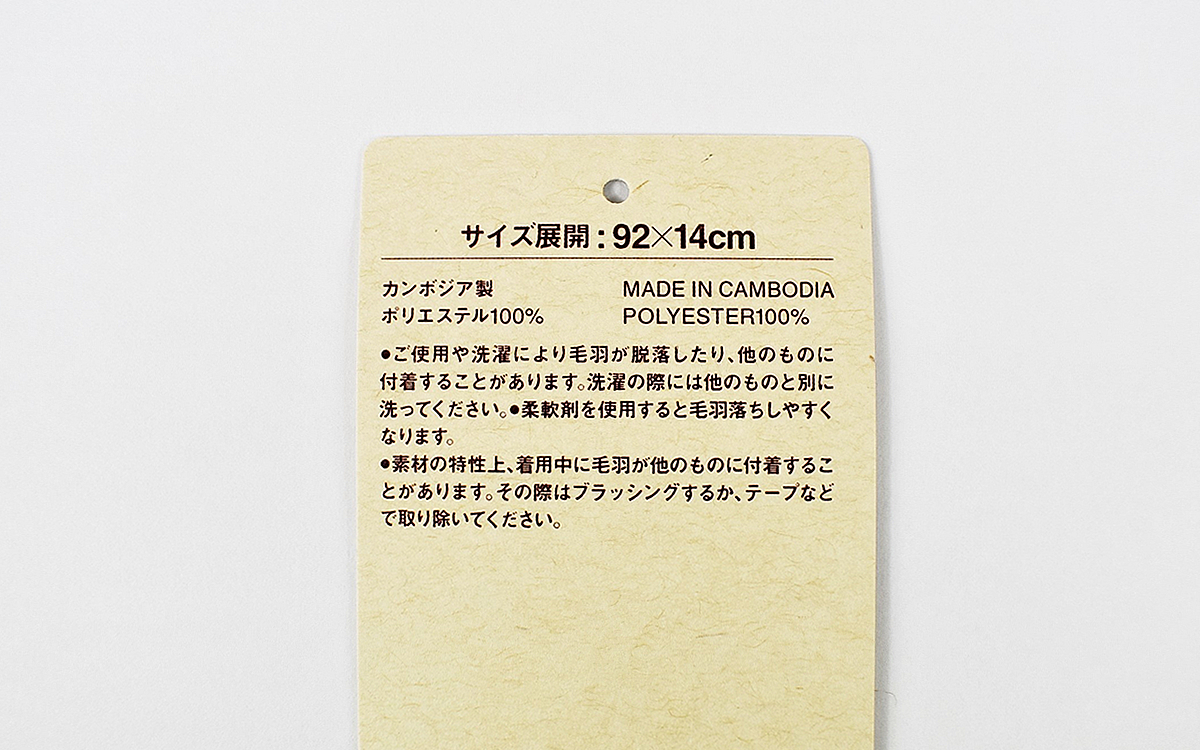 サイズ展開：92×14cm
カンボジア製 MADE IN CAMBODIA
ポリエステル100% POLYESTER100%
●ご使用や洗濯により毛羽が脱落したり、他のものに
付着することがあります。洗濯の際には他のものと別に
洗ってください。●柔軟剤を使用すると毛羽落ちしやすく
なります。
●素材の特性上、着用中に毛羽が他のものに付着するこ
とがあります。その際はブラッシングするか、テープなど
で取り除いてください。